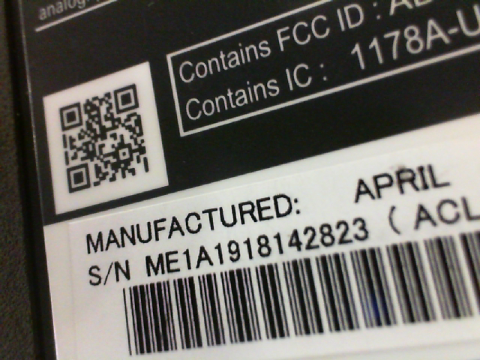 analog
Contains FCC ID :
Contains IC : 1178A-U
MANUFACTURED: APRIL
S/N ME1A1918142823 ( ACL